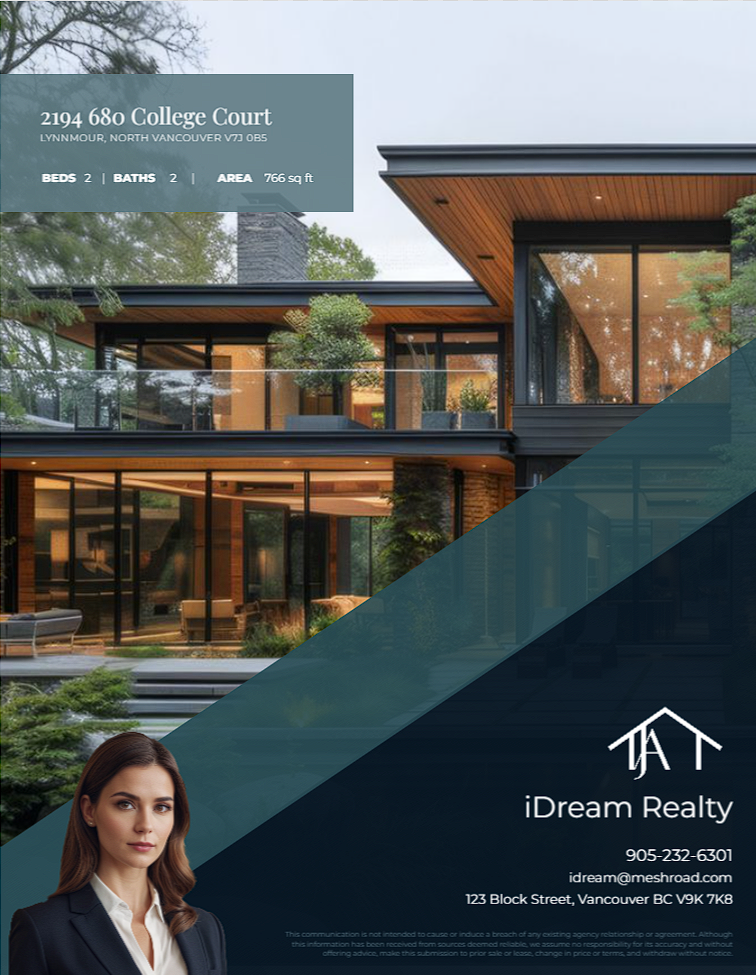 2194 680 College Court
LYNNMOUR, NORTH VANCOUVER V7J 0B5
BEDS 2 | BATHS 2 | AREA 766 sq ft
iDream Realty
905-232-6301
idream@meshroad.com
123 Block Street, Vancouver BC V9K 7K8
This communication is not intended to cause or induce a breach of any existing agency relationship or agreement. Although
this information has been received from sources deemed reliable, we assume no responsibility for its accuracy and without
offering advice, make this submission to prior sale or lease, change in price or terms, and withdraw without notice.